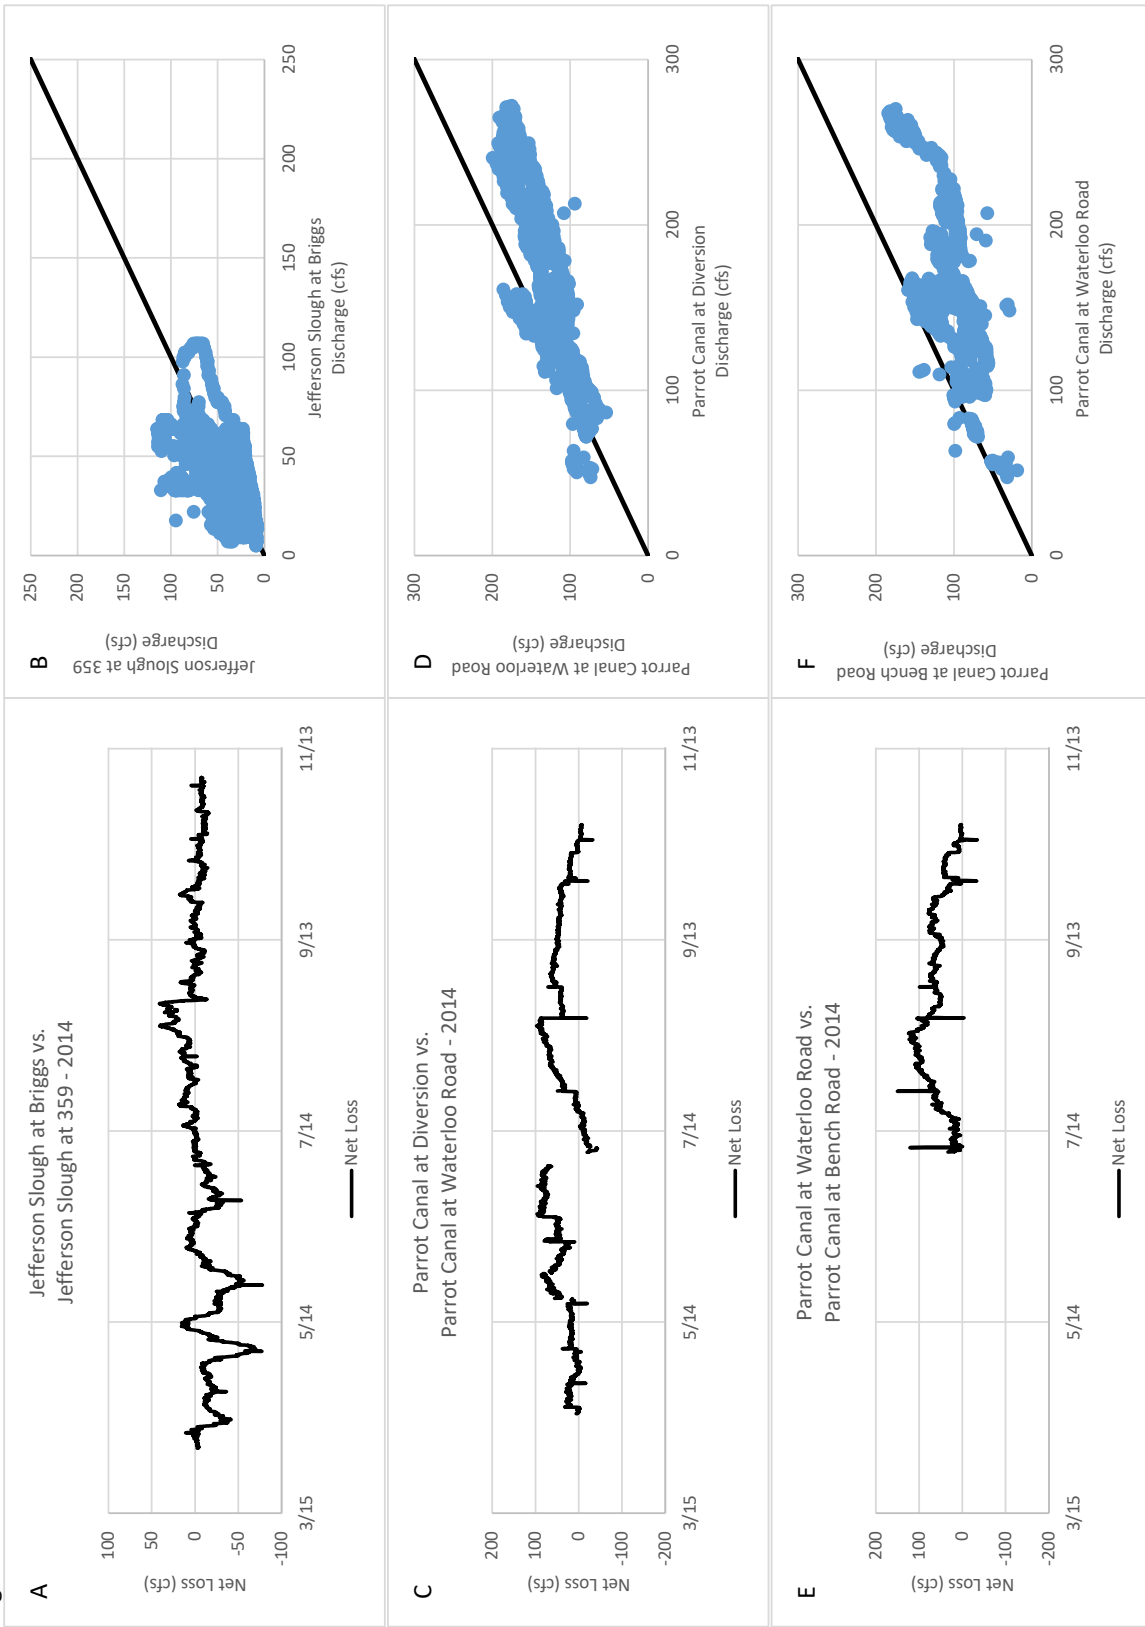 A
Jefferson Slough at Briggs vs.
Jefferson Slough at 359 - 2014
Net Loss (cfs)
100
50
0
-50
-100
3/15
5/14
7/14
9/13
11/13
Net Loss
B
Jefferson Slough at 359
Discharge (cfs)
250
200
150
100
50
0
0
50
100
150
200
250
Jefferson Slough at Briggs
Discharge (cfs)
C
Parrot Canal at Diversion vs.
Parrot Canal at Waterloo Road - 2014
Net Loss (cfs)
200
100
0
-100
-200
3/15
5/14
7/14
9/13
11/13
Net Loss
D
Parrot Canal at Waterloo Road
Discharge (cfs)
300
200
100
0
0
100
200
300
Parrot Canal at Diversion
Discharge (cfs)
E
Parrot Canal at Waterloo Road vs.
Parrot Canal at Bench Road - 2014
Net Loss (cfs)
200
100
0
-100
-200
3/15
5/14
7/14
9/13
11/13
Net Loss
F
Parrot Canal at Bench Road
Discharge (cfs)
300
200
100
0
0
100
200
300
Parrot Canal at Waterloo Road
Discharge (cfs)